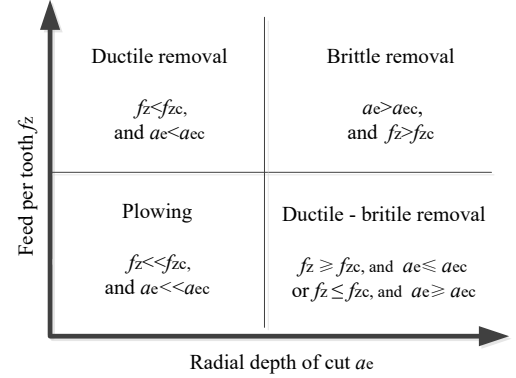 Feed per tooth fz
Ductile removal
fz<fzc,
and ae<aec
Brittle removal
ae>aec,
and fz>fzc
Plowing
fz<<fzc,
and ae<<aec
Ductile - britile removal
fz ⩾ fzc, and ae⩽ aec
or fz ≤ fzc, and ae⩾ aec
Radial depth of cut ae